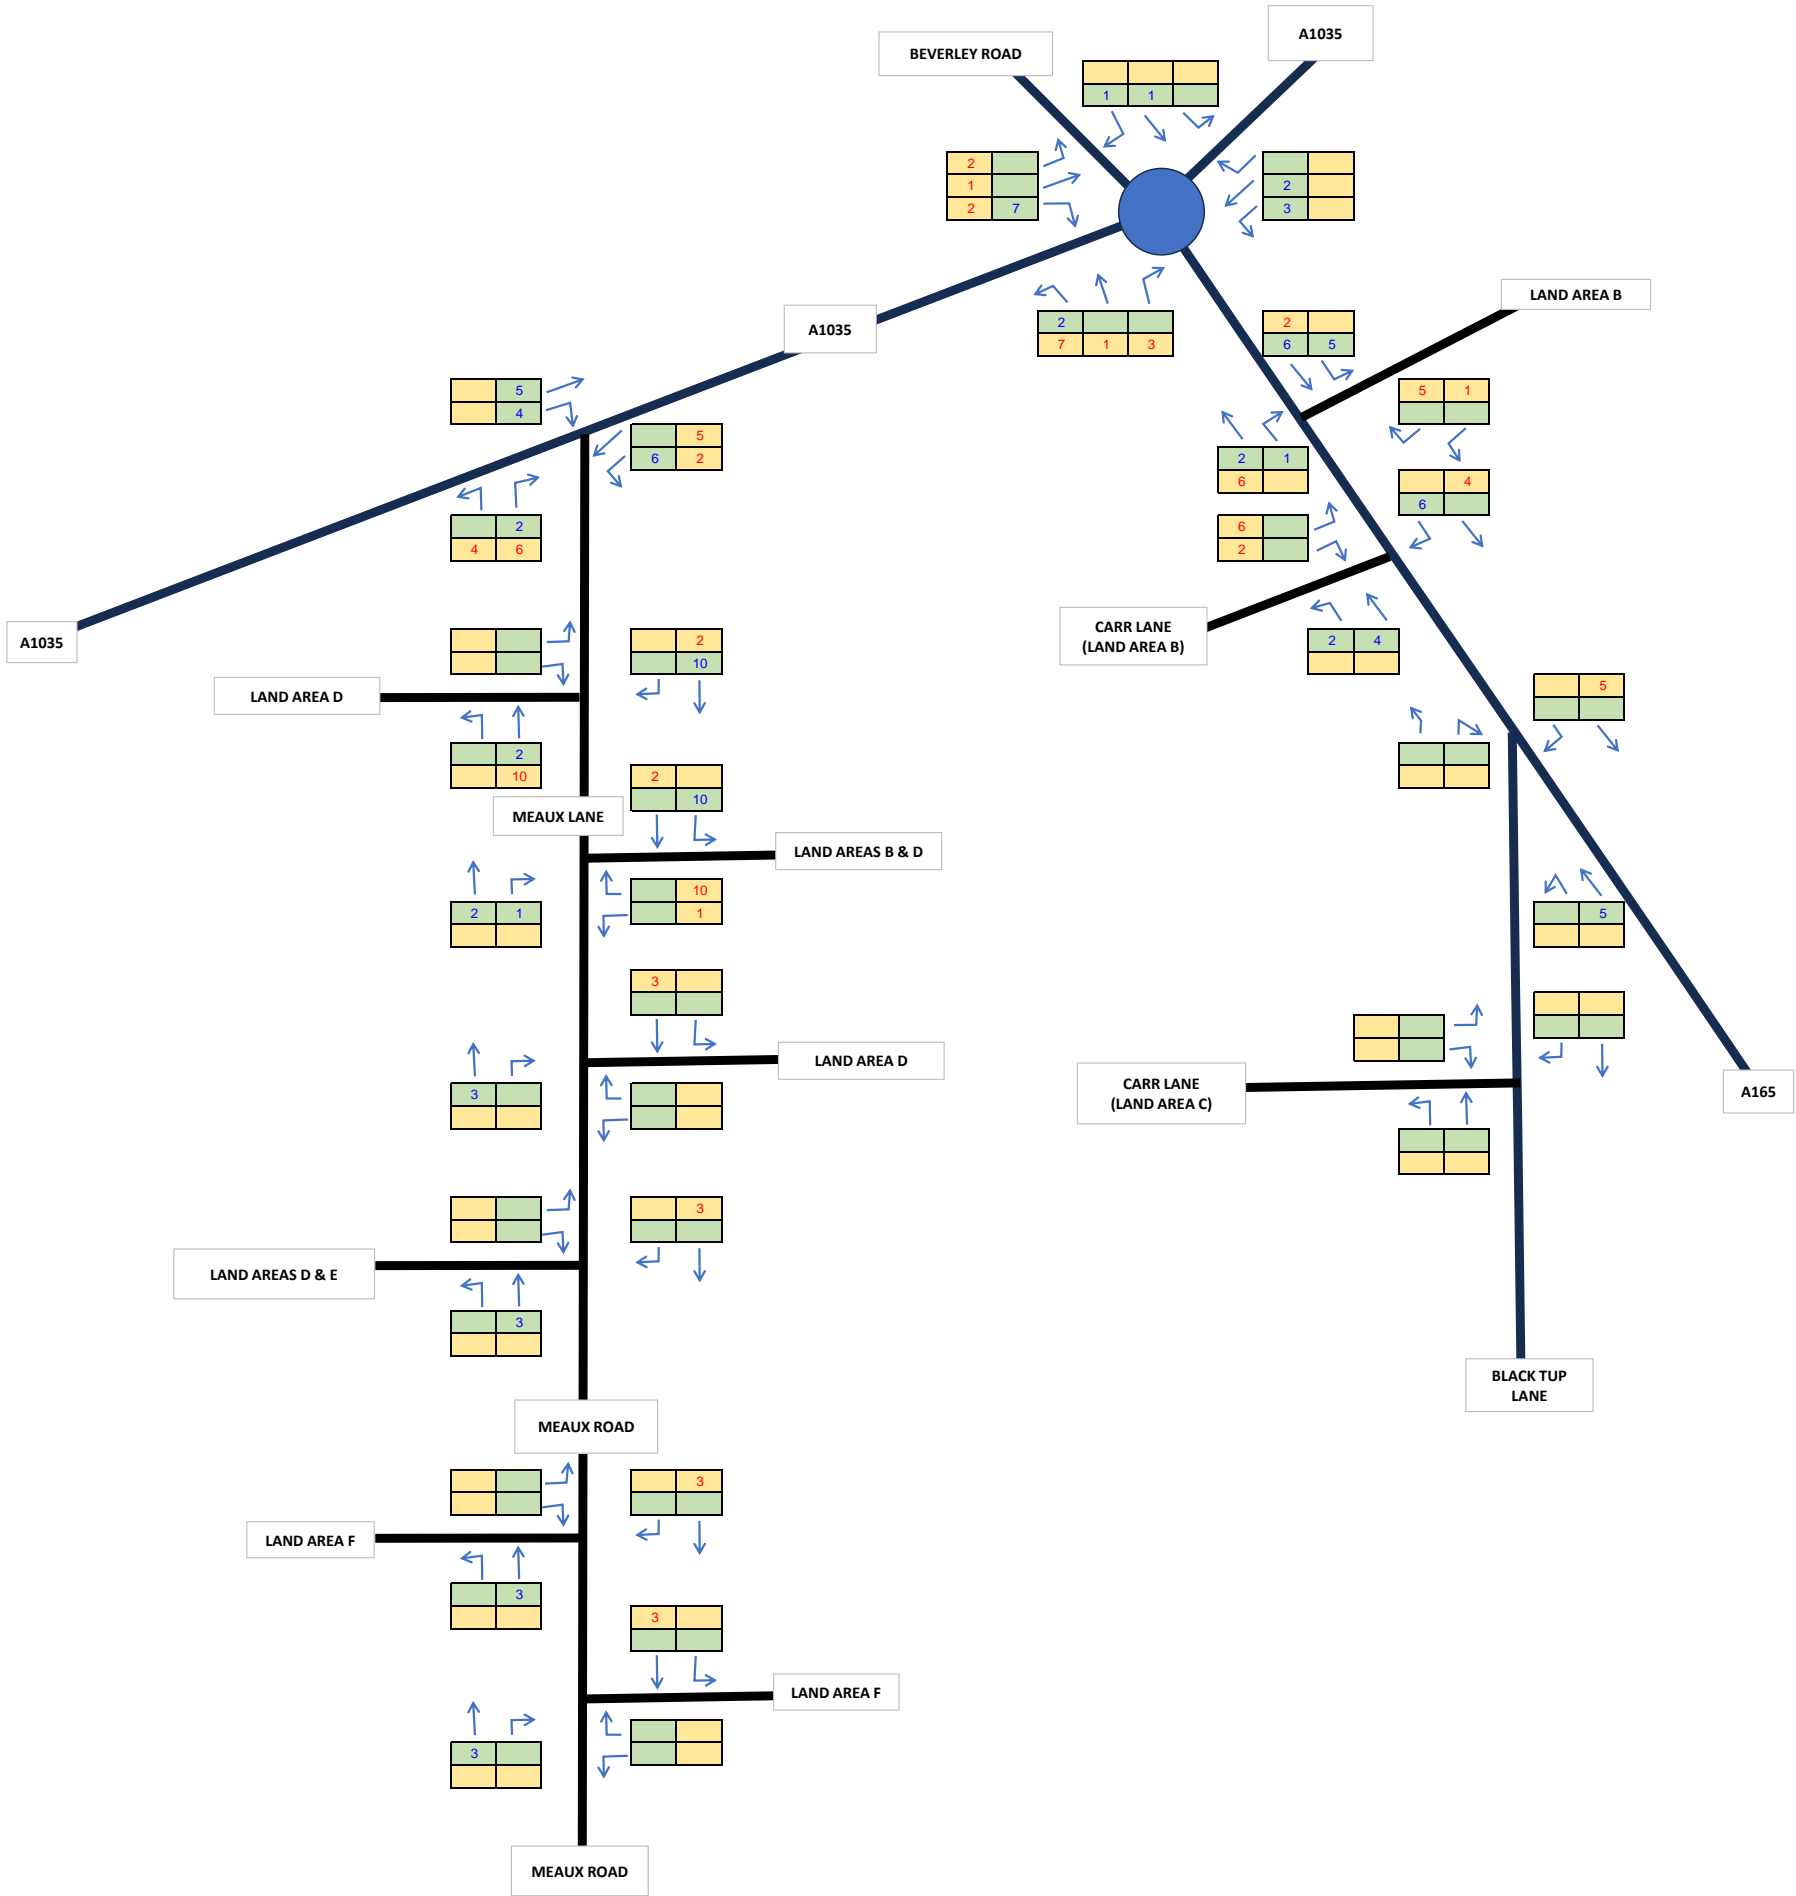 A1035
BEVERLEY ROAD
1 1
2
1
2 7
2
3
LAND AREA B
2
7 1 3
2
6 5
A1035
5
4
5 1
5
6 2
2 1
6
4
6
2
4 6
6
2
CARR LANE
(LAND AREA B)
2 4
A1035
2
10
LAND AREA D
5
2
10
2
10
MEAUX LANE
LAND AREAS B & D
10
1
2 1
5
3
LAND AREA D
3
CARR LANE
(LAND AREA C)
A165
3
LAND AREAS D & E
3
BLACK TUP
LANE
MEAUX ROAD
3
LAND AREA F
3
3
LAND AREA F
3
MEAUX ROAD